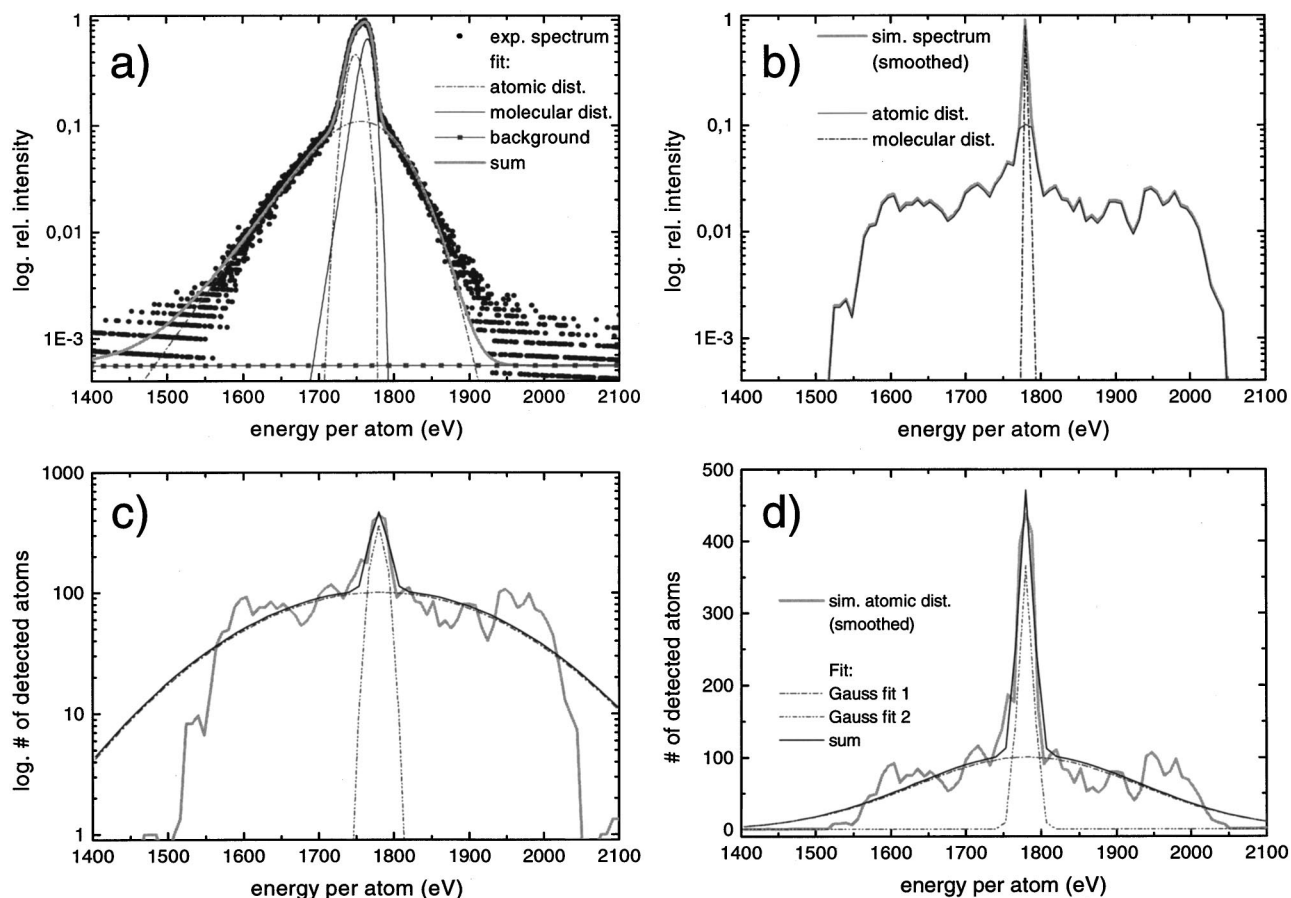 a)
1
0,1
0,01
1E-3
log. rel. intensity
exp. spectrum
fit:
atomic dist.
molecular dist.
background
sum
1400 1500 1600 1700 1800 1900 2000 2100
energy per atom (eV)
b)
1
0,1
0,01
1E-3
log. rel. intensity
sim. spectrum
(smoothed)
atomic dist.
molecular dist.
1400 1500 1600 1700 1800 1900 2000 2100
energy per atom (eV)
c)
1000
100
10
1
log. # of detected atoms
1400 1500 1600 1700 1800 1900 2000 2100
energy per atom (eV)
d)
500
450
400
350
300
250
200
150
100
50
0
# of detected atoms
sim. atomic dist.
(smoothed)
Fit:
Gauss fit 1
Gauss fit 2
sum
1400 1500 1600 1700 1800 1900 2000 2100
energy per atom (eV)